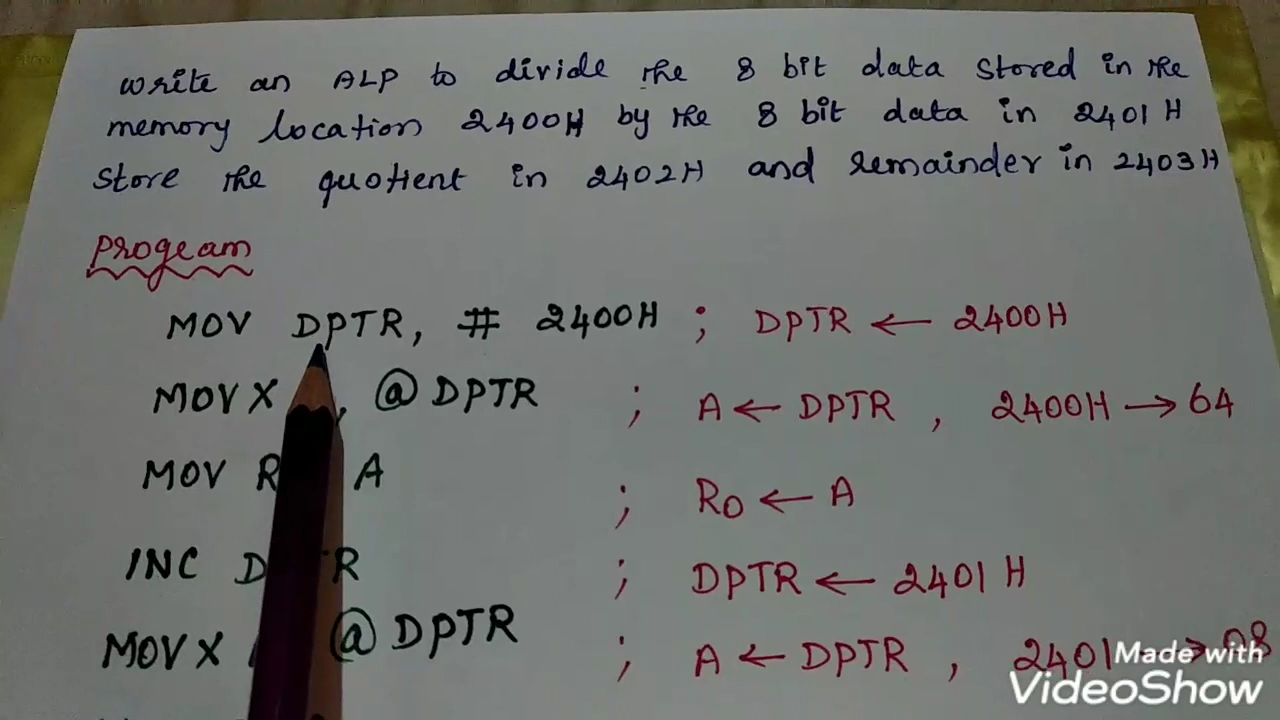 write an ALP to divide the 8 bit data stored in the
memory location 2400H by the 8 bit data in 2401 H
store the quotient in 2402H and remainder in 2403H
Program
MOV DPTR, # 2400H ; DPTR ← 2400H
MOVX , @DPTR ; A ← DPTR , 2400H → 64
MOV R A ; R0 ← A
INC D R ; DPTR ← 2401 H
MOVX @DPTR ; A ← DPTR , 2401 → 08
Made with
VideoShow